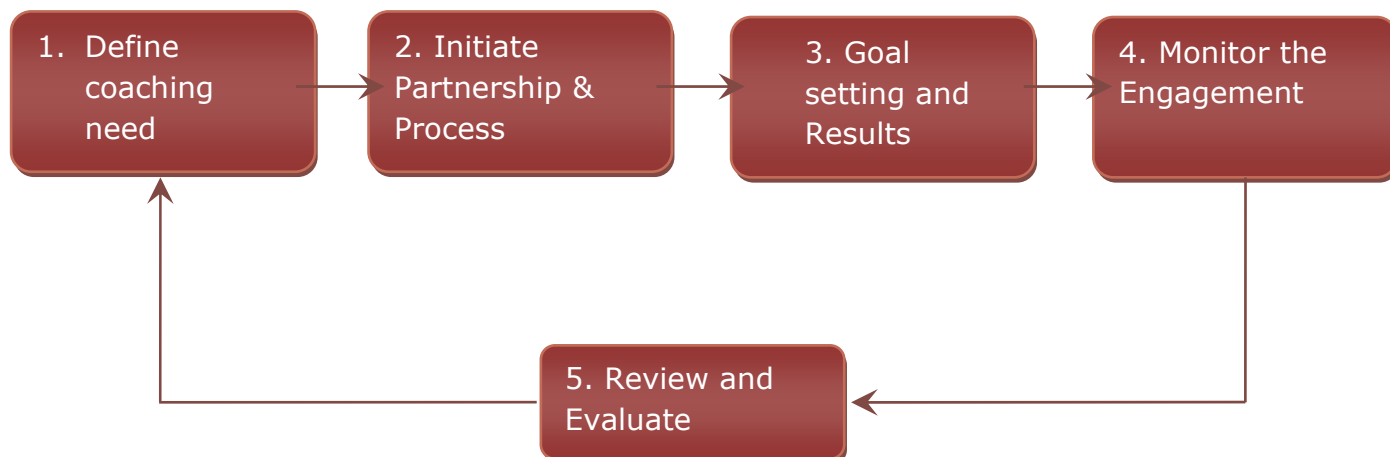 1. Define
coaching
need
2. Initiate
Partnership &
Process
3. Goal
setting and
Results
4. Monitor the
Engagement
5. Review and
Evaluate